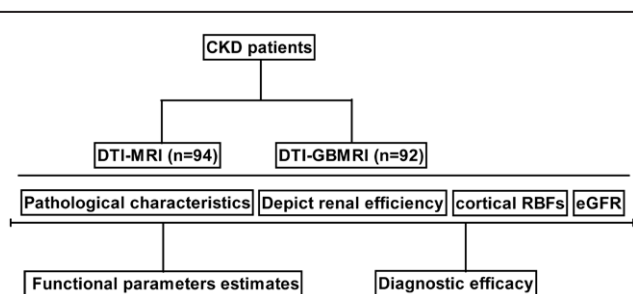 CKD patients
DTI-MRI (n=94) DTI-GBMRI (n=92)
Pathological characteristics Depict renal efficiency cortical RBFs eGFR
Functional parameters estimates Diagnostic efficacy